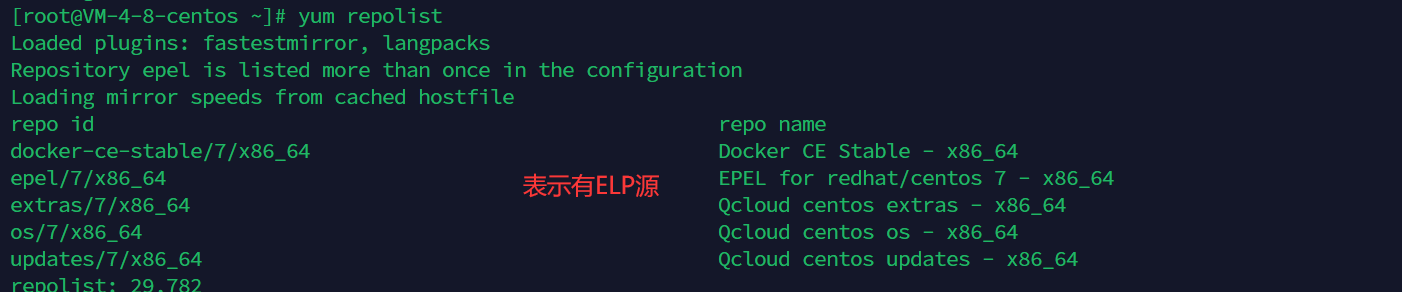 [root@VM-4-8-centos ~]# yum repolist
Loaded plugins: fastestmirror, langpacks
Repository epel is listed more than once in the configuration
Loading mirror speeds from cached hostfile
repo id repo name
docker-ce-stable/7/x86_64 Docker CE Stable - x86_64
epel/7/x86_64 表示有ELP源 EPEL for redhat/centos 7 - x86_64
extras/7/x86_64 Qcloud centos extras - x86_64
os/7/x86_64 Qcloud centos os - x86_64
updates/7/x86_64 Qcloud centos updates - x86_64
repolist: 29,782